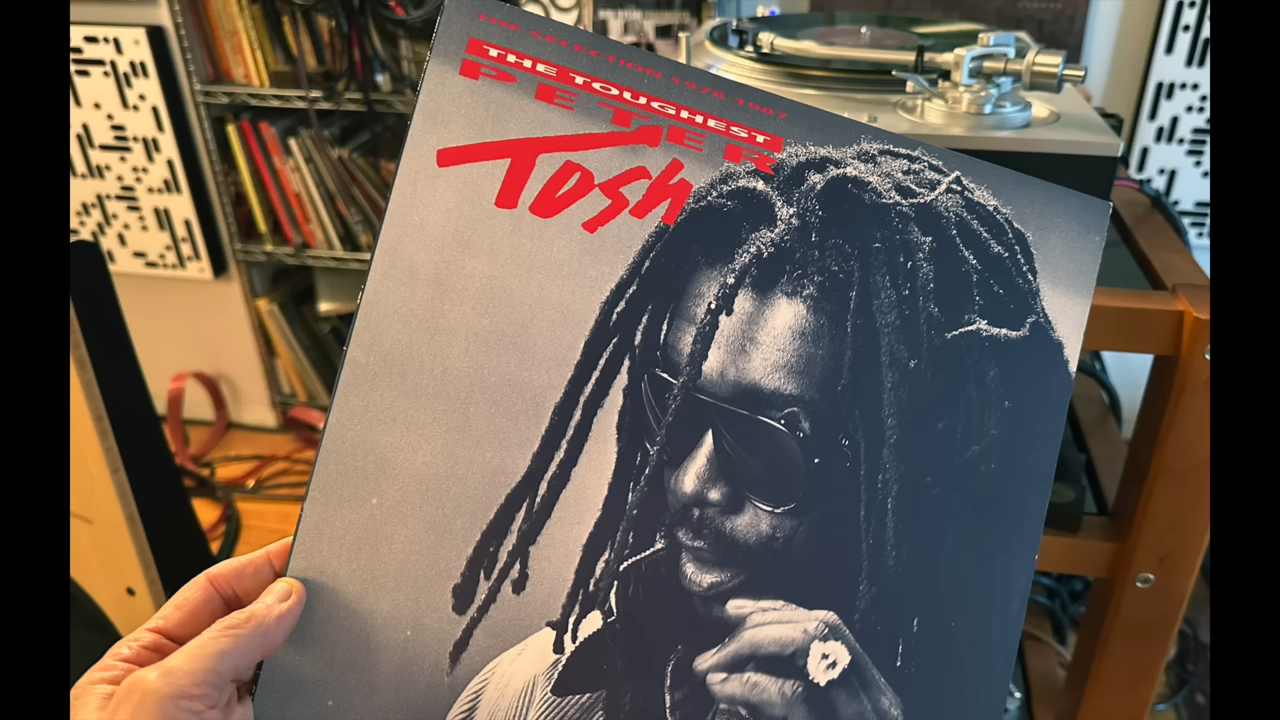 THE SELECTION 1978 1987
THE TOUGHEST
PETER
TOSH